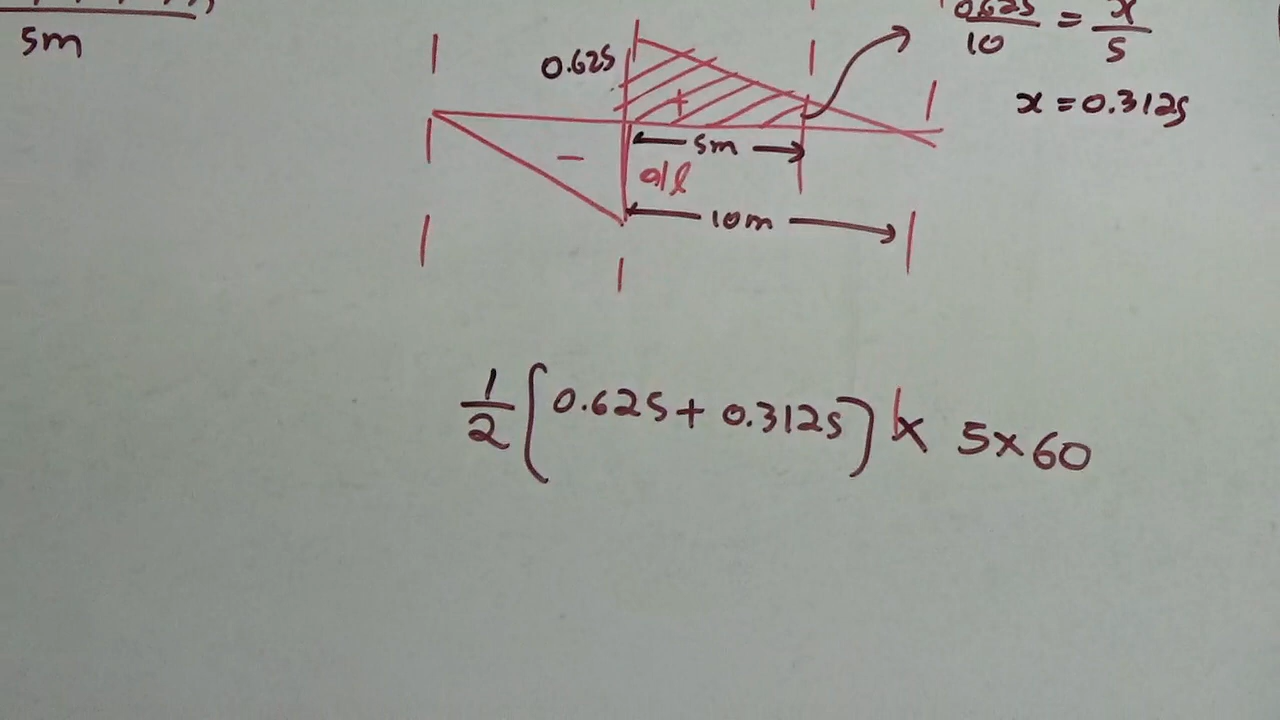 5m
0.625
+
0.625/10 = x/5
x = 0.3125
-
5m
a/l
10m
1/2 [0.625 + 0.3125] x 5 x 60